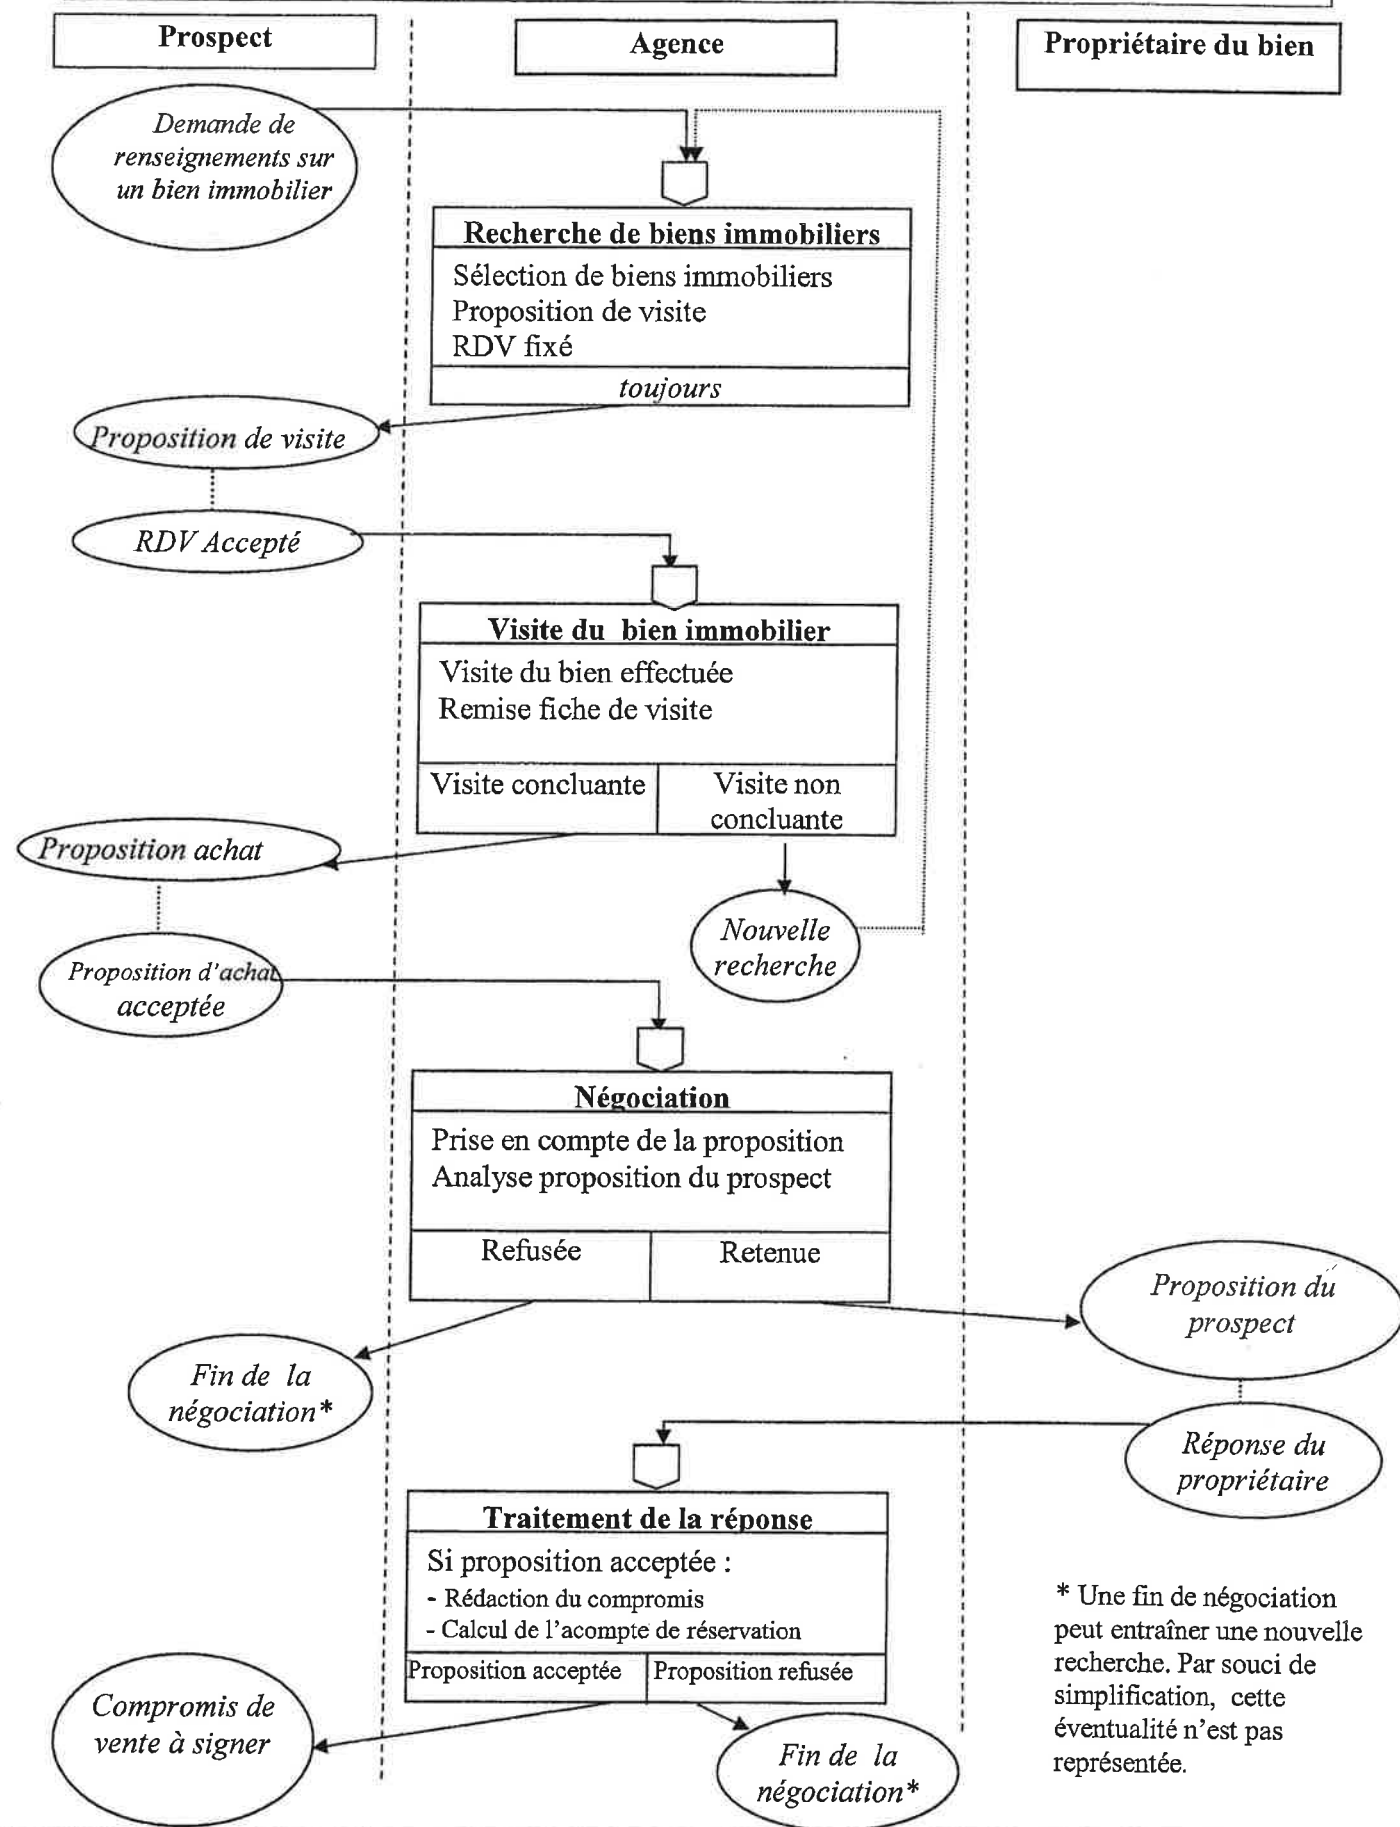 Prospect
Agence
Propriétaire du bien
Demande de
renseignements sur
un bien immobilier
Recherche de biens immobiliers
Sélection de biens immobiliers
Proposition de visite
RDV fixé
toujours
Proposition de visite
RDV Accepté
Visite du bien immobilier
Visite du bien effectuée
Remise fiche de visite
Visite concluante
Visite non
concluante
Proposition achat
Nouvelle
recherche
Proposition d'achat
acceptée
Négociation
Prise en compte de la proposition
Analyse proposition du prospect
Refusée
Retenue
Proposition du
prospect
Fin de la
négociation*
Réponse du
propriétaire
Traitement de la réponse
Si proposition acceptée :
- Rédaction du compromis
- Calcul de l'acompte de réservation
Proposition acceptée
Proposition refusée
Compromis de
vente à signer
Fin de la
négociation*
* Une fin de négociation
peut entraîner une nouvelle
recherche. Par souci de
simplification, cette
éventualité n'est pas
représentée.